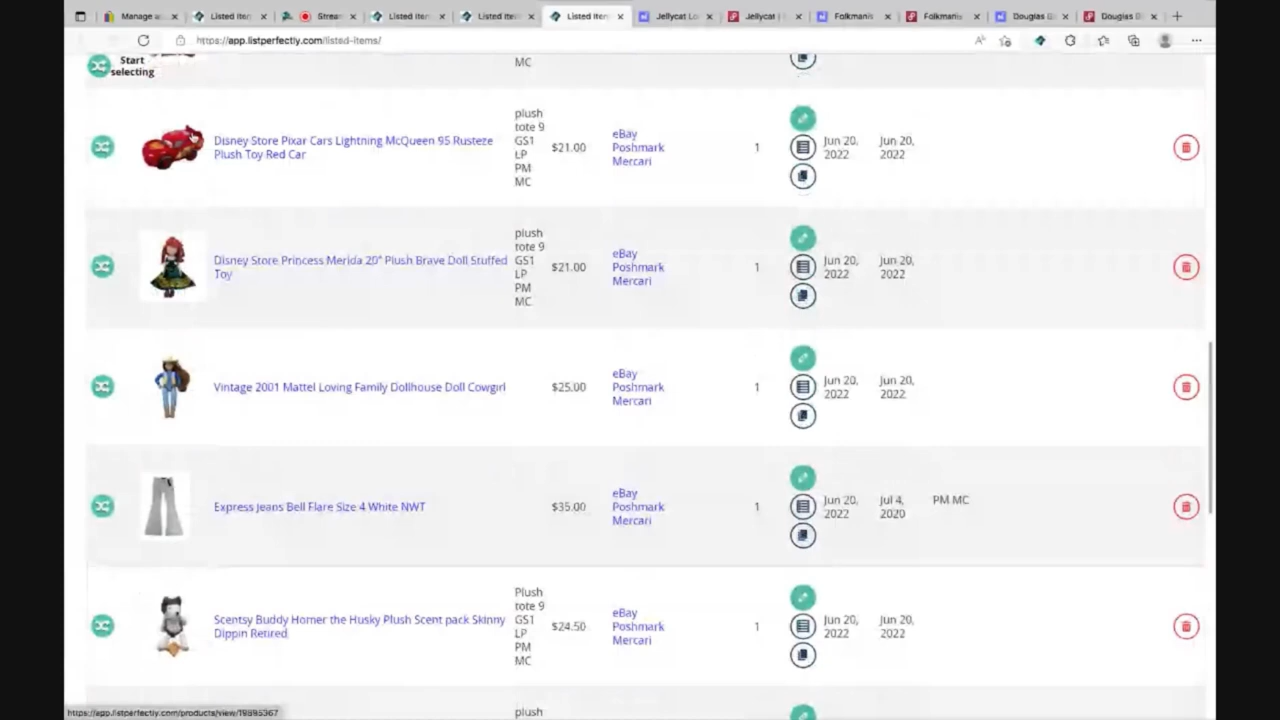 Manage a
Listed Item
Stream
Listed Item
Listed Item
Listed Item
Jellycat Lo
Jellycat
Folkmanis
Folkmanis
Douglas
Douglas
https://app.listperfectly.com/listed-items/
Start
selecting
MC
Disney Store Pixar Cars Lightning McQueen 95 Rusteze
Plush Toy Red Car
plush
tote 9
GS1
LP
PM
MC
$21.00
eBay
Poshmark
Mercari
1
Jun 20,
2022
Jun 20,
2022
Disney Store Princess Merida 20" Plush Brave Doll Stuffed
Toy
plush
tote 9
GS1
LP
PM
MC
$21.00
eBay
Poshmark
Mercari
1
Jun 20,
2022
Jun 20,
2022
Vintage 2001 Mattel Loving Family Dollhouse Doll Cowgirl
$25.00
eBay
Poshmark
Mercari
1
Jun 20,
2022
Jun 20,
2022
Express Jeans Bell Flare Size 4 White NWT
$35.00
eBay
Poshmark
Mercari
1
Jun 20,
2022
Jul 4,
2020
PM MC
Scentsy Buddy Homer the Husky Plush Scent pack Skinny
Dippin Retired
Plush
tote 9
GS1
LP
PM
MC
$24.50
eBay
Poshmark
Mercari
1
Jun 20,
2022
Jun 20,
2022
plush
https://app.listperfectly.com/products/view/19895367